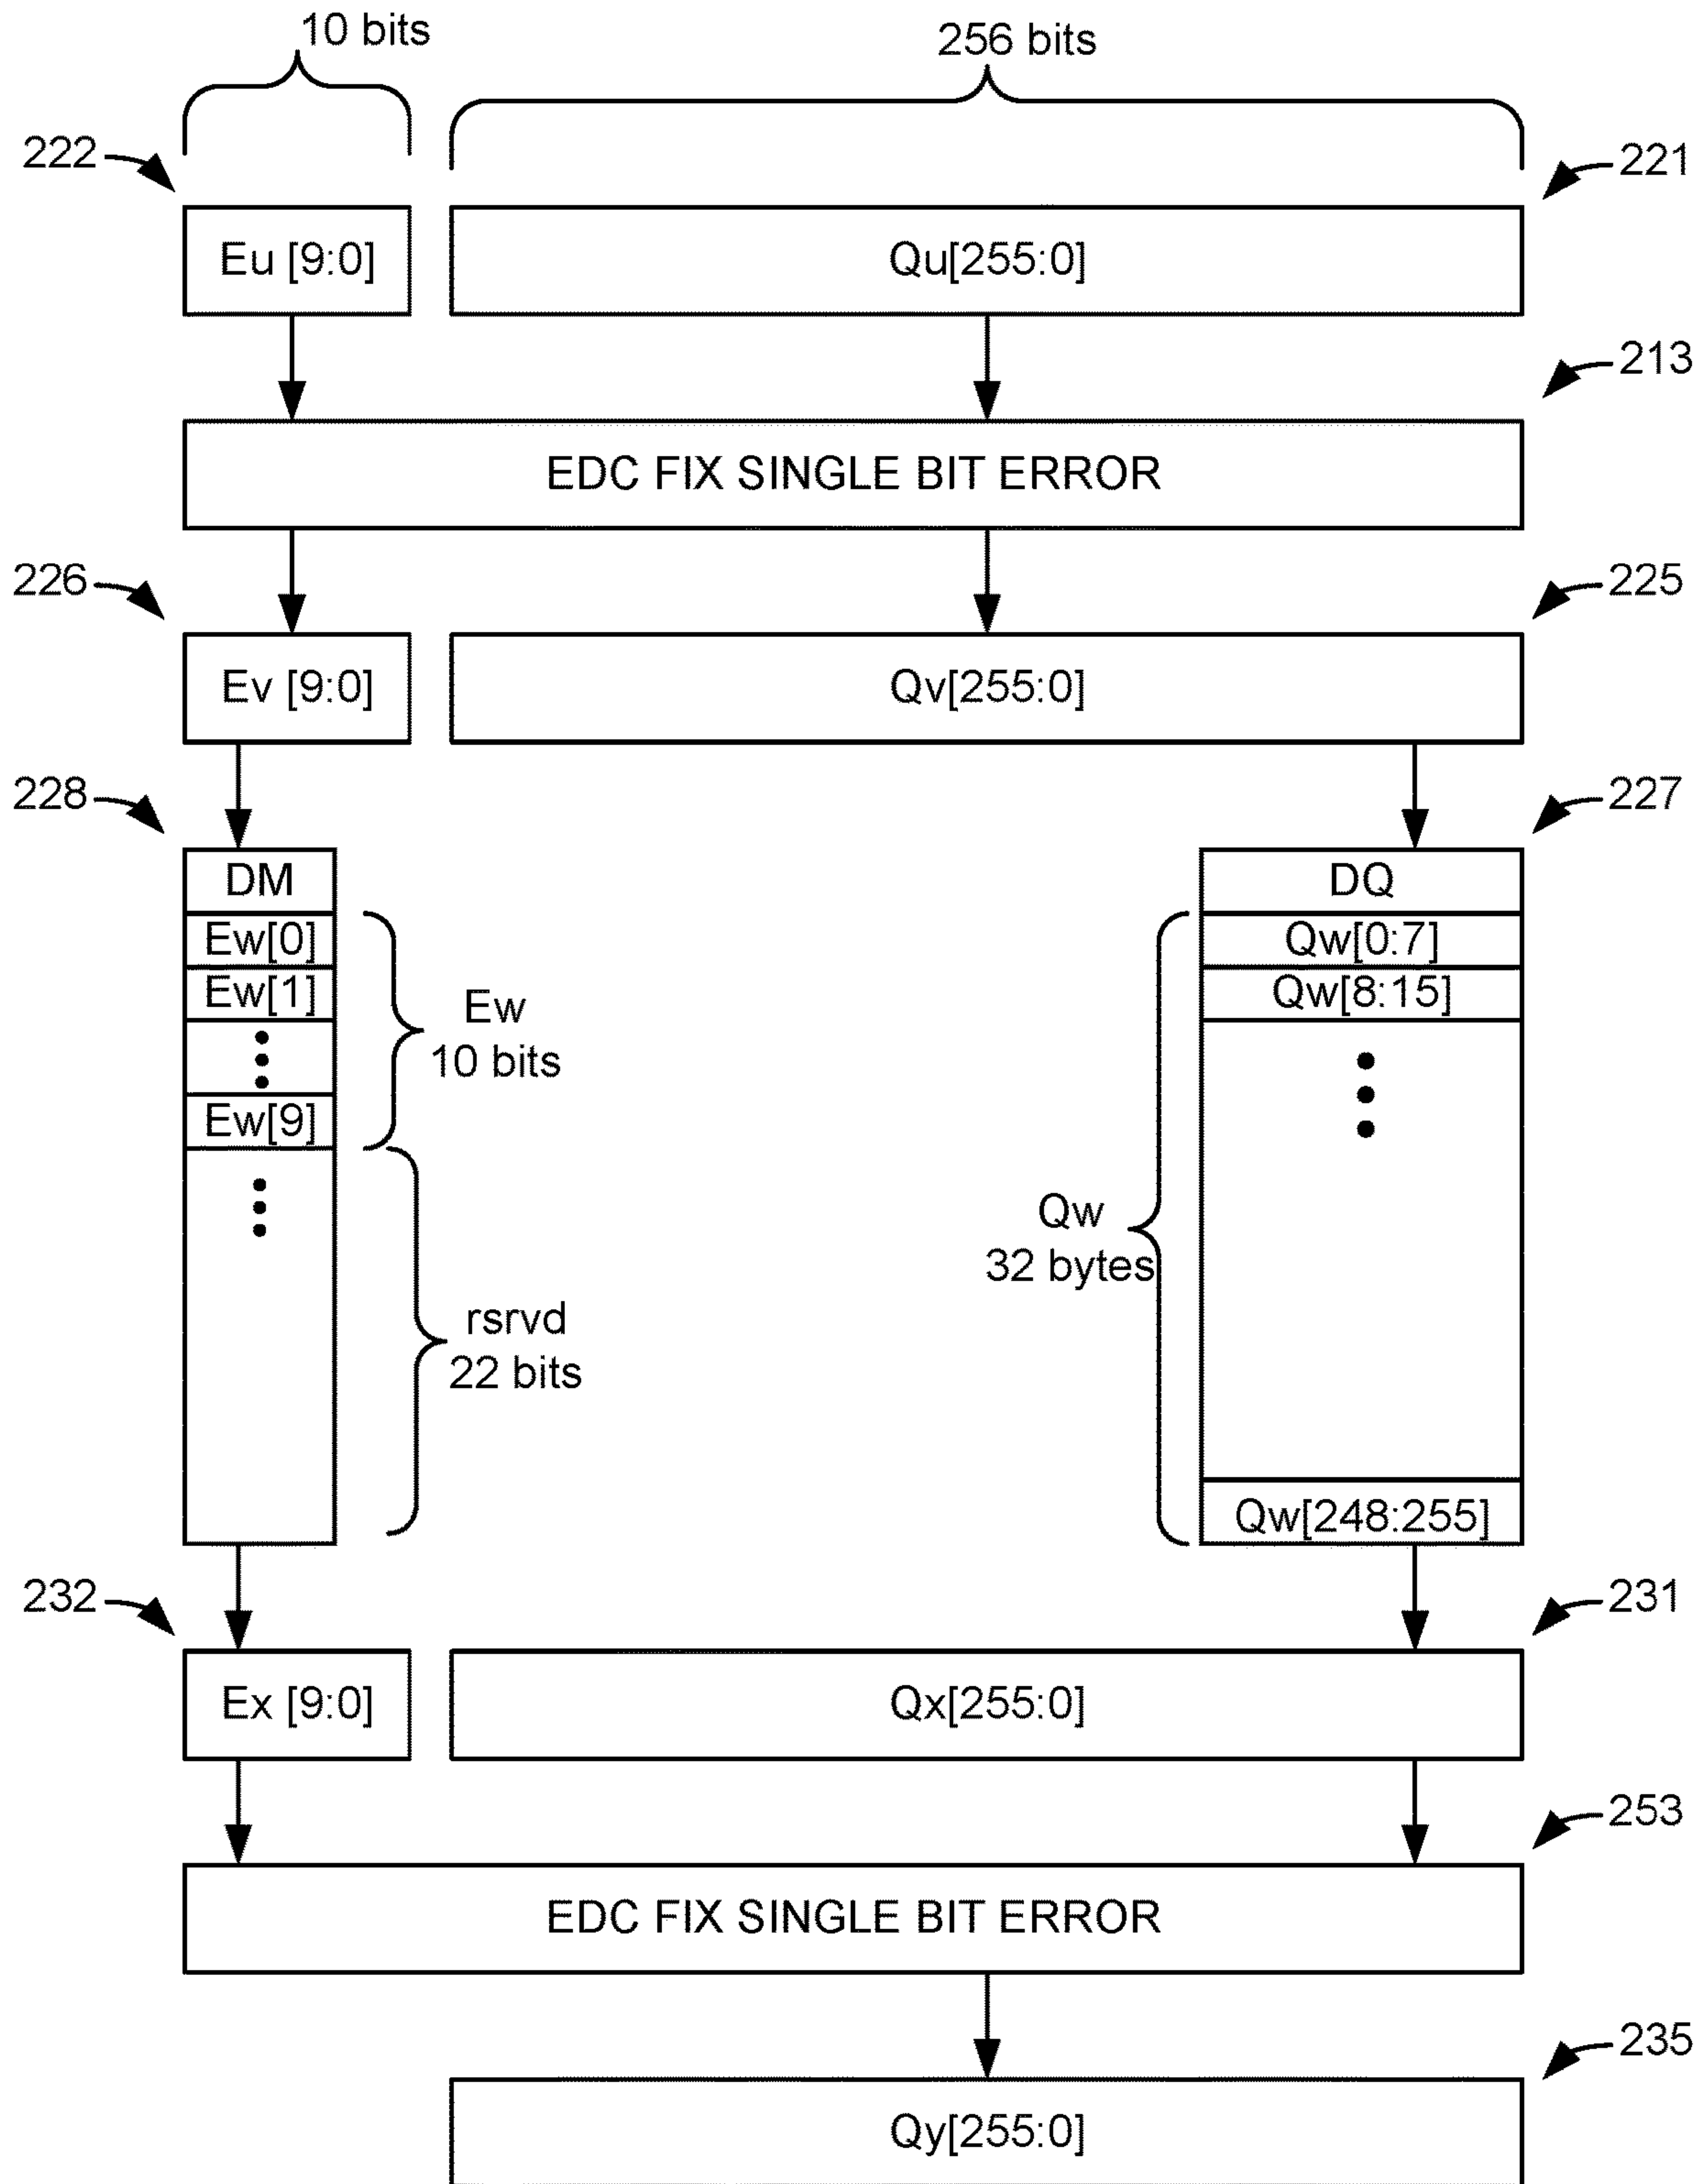 10 bits
256 bits
222
221
Eu [9:0]
Qu[255:0]
213
EDC FIX SINGLE BIT ERROR
226
225
Ev [9:0]
Qv[255:0]
228
227
DM
DQ
Ew[0]
Qw[0:7]
Ew[1]
Qw[8:15]
Ew
10 bits
Ew[9]
Qw
32 bytes
rsrvd
22 bits
Qw[248:255]
232
231
Ex [9:0]
Qx[255:0]
253
EDC FIX SINGLE BIT ERROR
235
Qy[255:0]